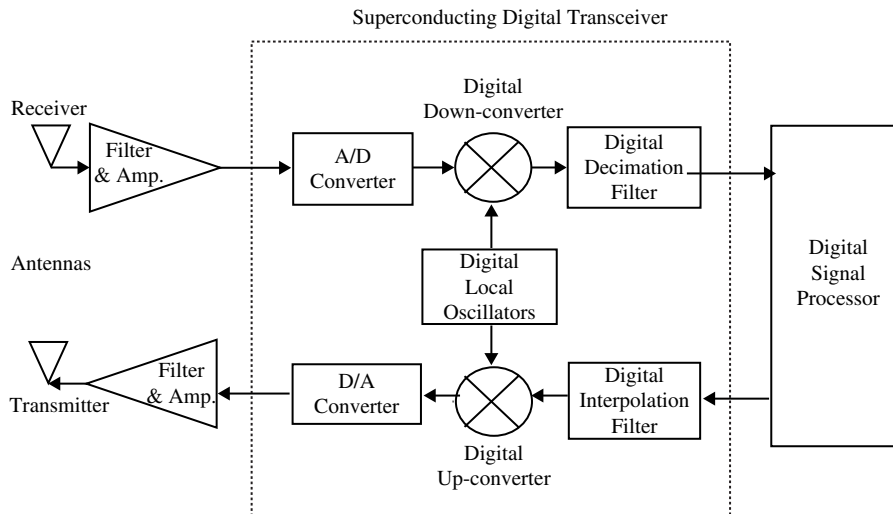 Superconducting Digital Transceiver
Receiver
Filter
& Amp.
A/D
Converter
Digital
Down-converter
Digital
Decimation
Filter
Antennas
Digital
Local
Oscillators
Digital
Signal
Processor
Transmitter
Filter
& Amp.
D/A
Converter
Digital
Up-converter
Digital
Interpolation
Filter